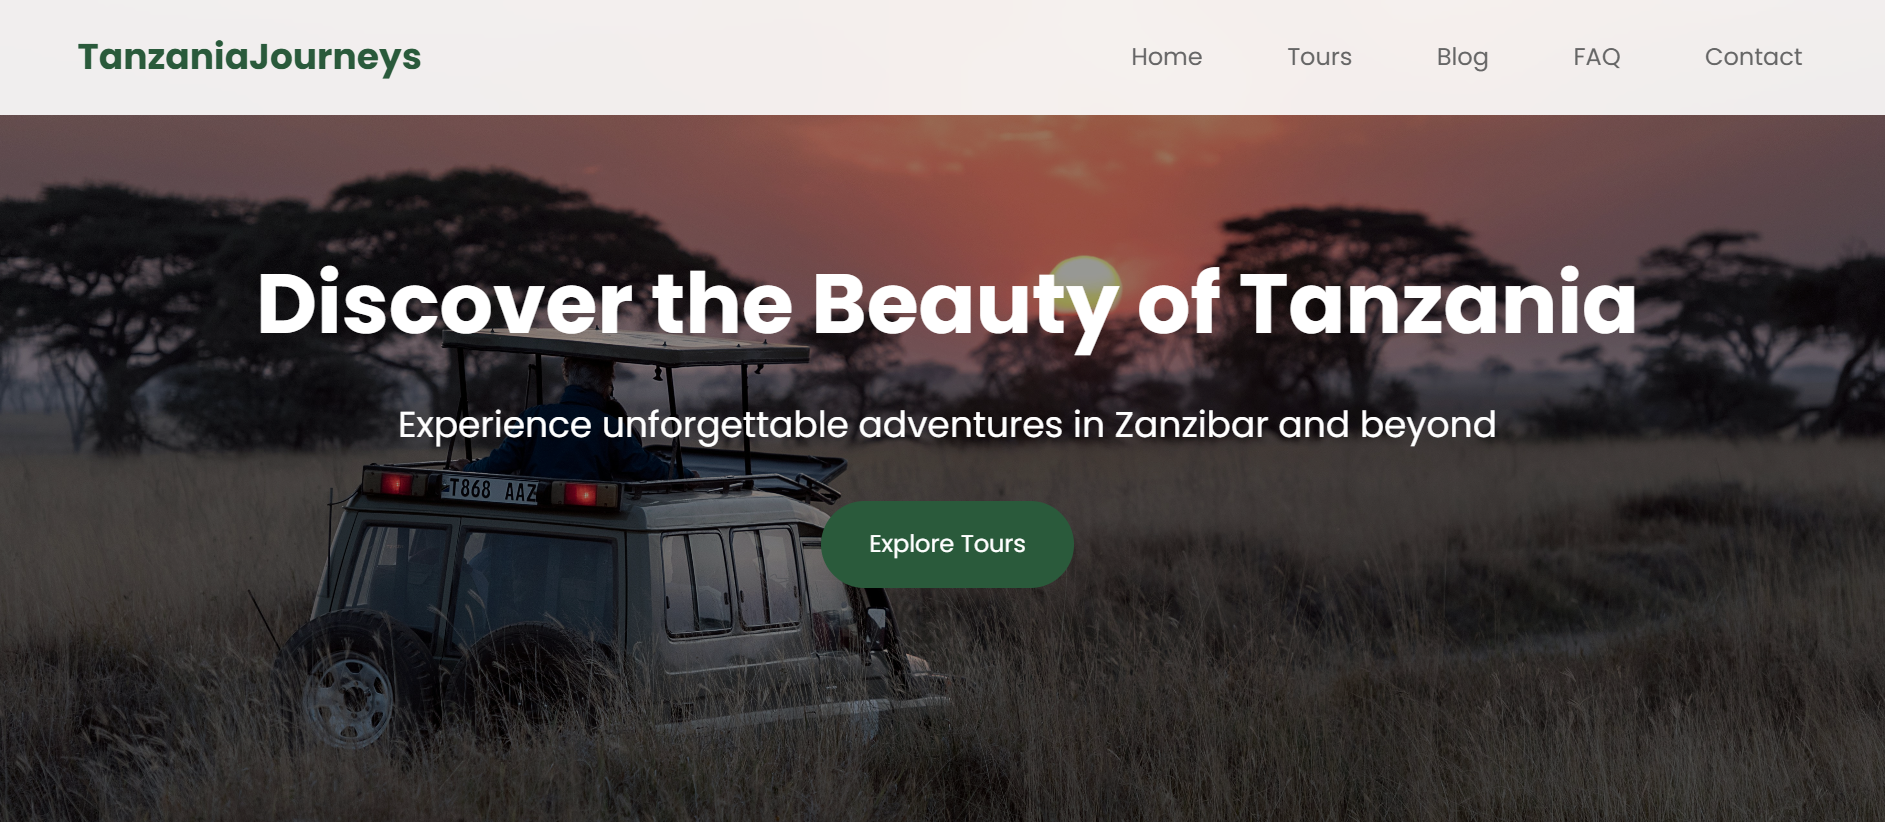 TanzaniaJourneys
Home Tours Blog FAQ Contact
Discover the Beauty of Tanzania
Experience unforgettable adventures in Zanzibar and beyond
T868 AAZ
Explore Tours